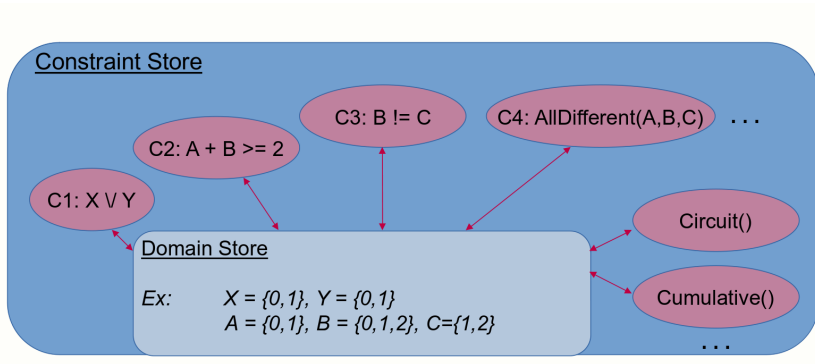 Constraint Store
C3: B != C
C4: AllDifferent(A,B,C)
. . .
C2: A + B >= 2
C1: X \/ Y
Circuit()
Domain Store
Ex: X = {0,1}, Y = {0,1}
A = {0,1}, B = {0,1,2}, C={1,2}
Cumulative()
. . .